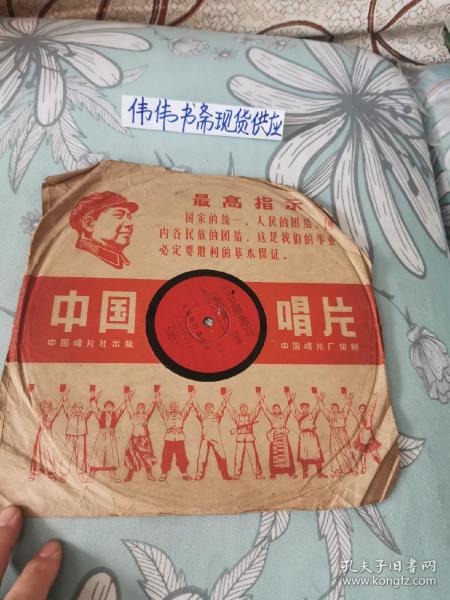 伟伟书斋现货供应
最高指示
国家的统一，人民的团结，国
内各民族的团结，这是我们的事业
必定要胜利的基本保证。
中国 唱片
中国唱片社出版 中国唱片厂印制
孔夫子旧书网
www.kongfz.com